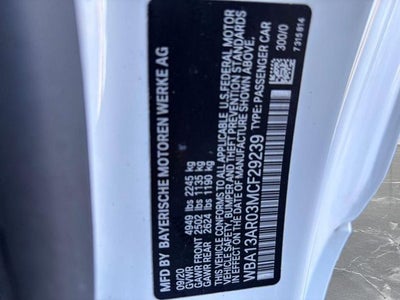 MFD BY BAYERISCHE MOTOREN WERKE AG
09/20
GVWR 4949 lbs 2245 kg
GAWR FRONT 2502 lbs 1135 kg
GAWR REAR 2624 lbs 1190 kg
THIS VEHICLE CONFORMS TO ALL APPLICABLE U.S. FEDERAL MOTOR
VEHICLE SAFETY, BUMPER, AND THEFT PREVENTION STANDARDS
IN EFFECT ON THE DATE OF MANUFACTURE SHOWN ABOVE.
WBA13AR03MCF29239 TYPE: PASSENGER CAR
300/0
7 315 814